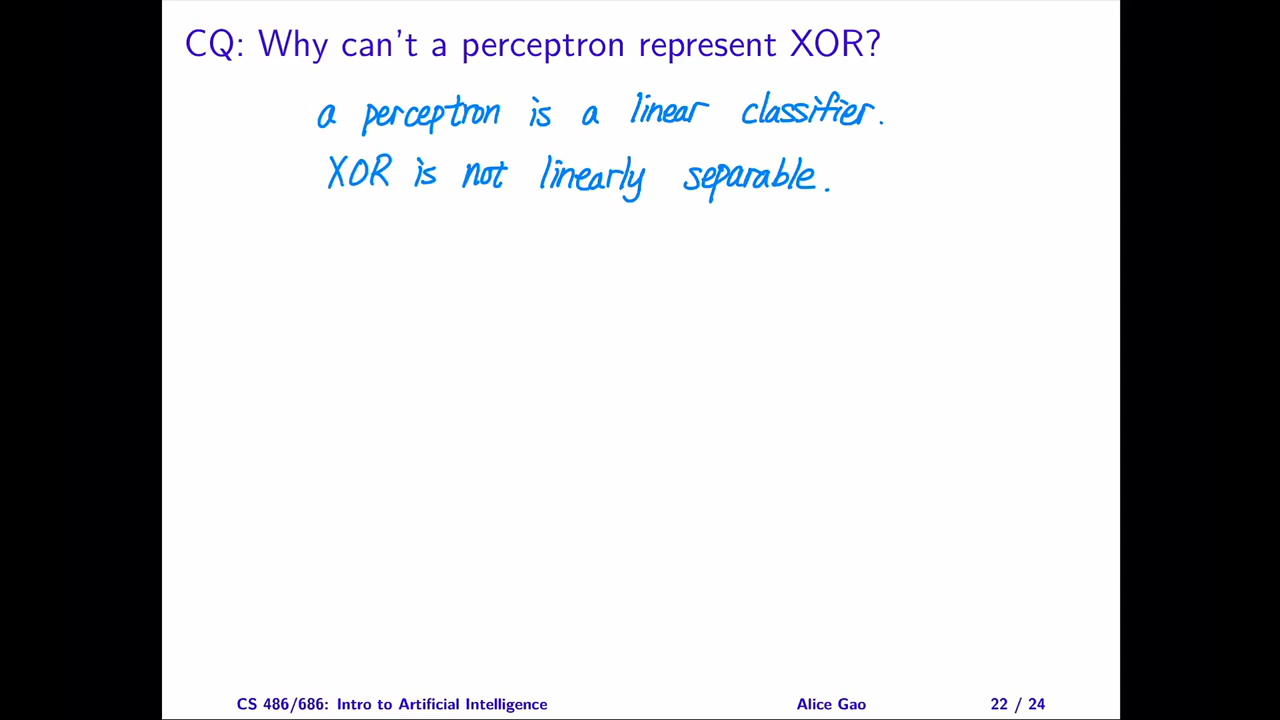 CQ: Why can't a perceptron represent XOR?
a perceptron is a linear classifier.
XOR is not linearly separable.
CS 486/686: Intro to Artificial Intelligence Alice Gao 22 / 24